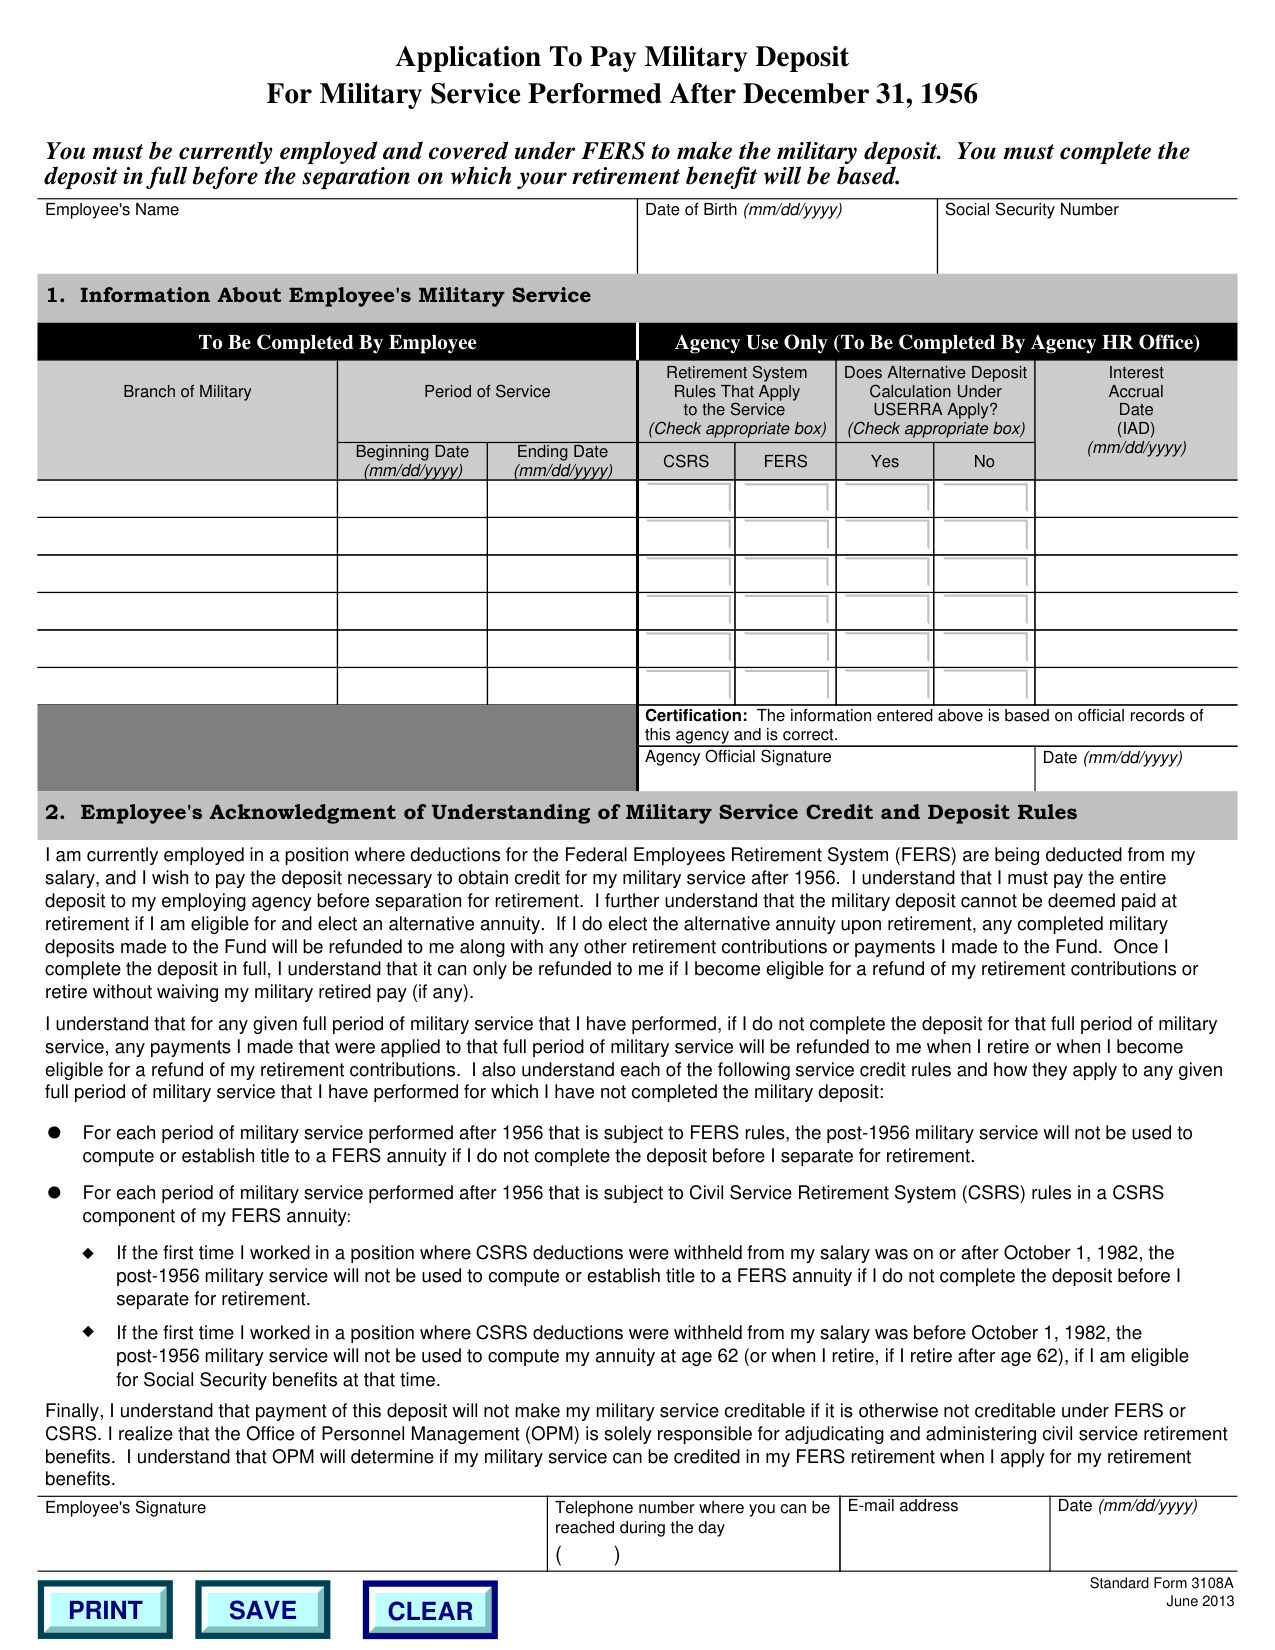 Application To Pay Military Deposit
For Military Service Performed After December 31, 1956
You must be currently employed and covered under FERS to make the military deposit.  You must complete the
deposit in full before the separation on which your retirement benefit will be based.
Employee's Name
Date of Birth (mm/dd/yyyy)
Social Security Number
1.  Information About Employee's Military Service
To Be Completed By Employee
Agency Use Only (To Be Completed By Agency HR Office)
Branch of Military
Period of Service
Beginning Date
(mm/dd/yyyy)
Ending Date
(mm/dd/yyyy)
Retirement System
Rules That Apply
to the Service
(Check appropriate box)
CSRS
FERS
Does Alternative Deposit
Calculation Under
USERRA Apply?
(Check appropriate box)
Yes
No
Interest
Accrual
Date
(IAD)
(mm/dd/yyyy)
Certification:  The information entered above is based on official records of
this agency and is correct.
Agency Official Signature
Date (mm/dd/yyyy)
2.  Employee's Acknowledgment of Understanding of Military Service Credit and Deposit Rules
I am currently employed in a position where deductions for the Federal Employees Retirement System (FERS) are being deducted from my
salary, and I wish to pay the deposit necessary to obtain credit for my military service after 1956.  I understand that I must pay the entire
deposit to my employing agency before separation for retirement.  I further understand that the military deposit cannot be deemed paid at
retirement if I am eligible for and elect an alternative annuity.  If I do elect the alternative annuity upon retirement, any completed military
deposits made to the Fund will be refunded to me along with any other retirement contributions or payments I made to the Fund.  Once I
complete the deposit in full, I understand that it can only be refunded to me if I become eligible for a refund of my retirement contributions or
retire without waiving my military retired pay (if any).
I understand that for any given full period of military service that I have performed, if I do not complete the deposit for that full period of military
service, any payments I made that were applied to that full period of military service will be refunded to me when I retire or when I become
eligible for a refund of my retirement contributions.  I also understand each of the following service credit rules and how they apply to any given
full period of military service that I have performed for which I have not completed the military deposit:
● For each period of military service performed after 1956 that is subject to FERS rules, the post-1956 military service will not be used to
compute or establish title to a FERS annuity if I do not complete the deposit before I separate for retirement.
● For each period of military service performed after 1956 that is subject to Civil Service Retirement System (CSRS) rules in a CSRS
component of my FERS annuity:
◆ If the first time I worked in a position where CSRS deductions were withheld from my salary was on or after October 1, 1982, the
post-1956 military service will not be used to compute or establish title to a FERS annuity if I do not complete the deposit before I
separate for retirement.
◆ If the first time I worked in a position where CSRS deductions were withheld from my salary was before October 1, 1982, the
post-1956 military service will not be used to compute my annuity at age 62 (or when I retire, if I retire after age 62), if I am eligible
for Social Security benefits at that time.
Finally, I understand that payment of this deposit will not make my military service creditable if it is otherwise not creditable under FERS or
CSRS. I realize that the Office of Personnel Management (OPM) is solely responsible for adjudicating and administering civil service retirement
benefits.  I understand that OPM will determine if my military service can be credited in my FERS retirement when I apply for my retirement
benefits.
Employee's Signature
Telephone number where you can be
reached during the day
(        )
E-mail address
Date (mm/dd/yyyy)
PRINT
SAVE
CLEAR
Standard Form 3108A
June 2013